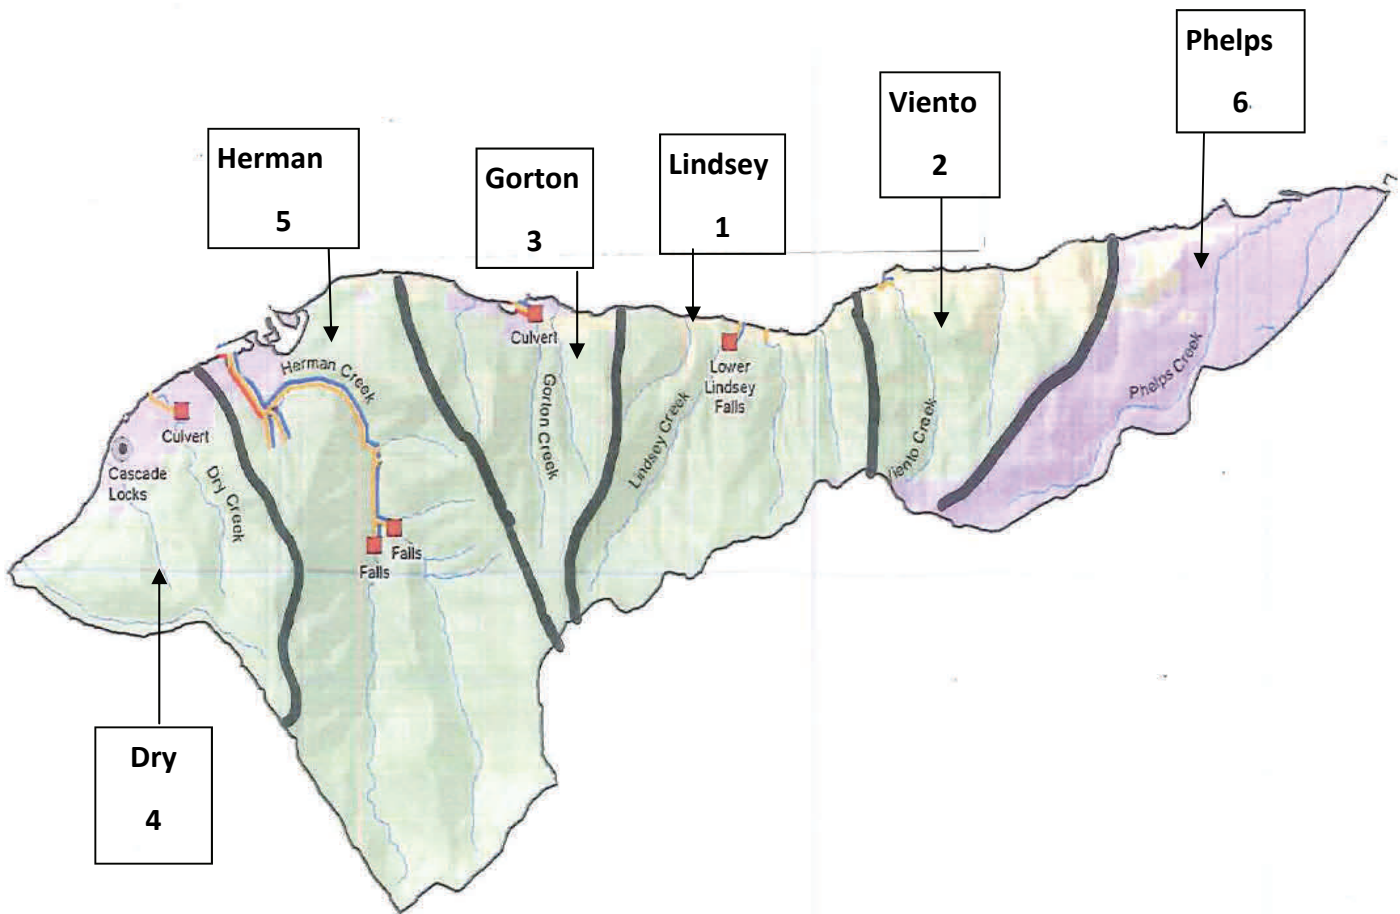 Phelps
6
Viento
2
Herman
5
Lindsey
1
Gorton
3
Culvert
Herman Creek
Lower
Lindsey
Falls
Phelps Creek
Culvert
Gorton Creek
Lindsey Creek
Viento Creek
Cascade
Locks
Dry Creek
Falls
Falls
Dry
4